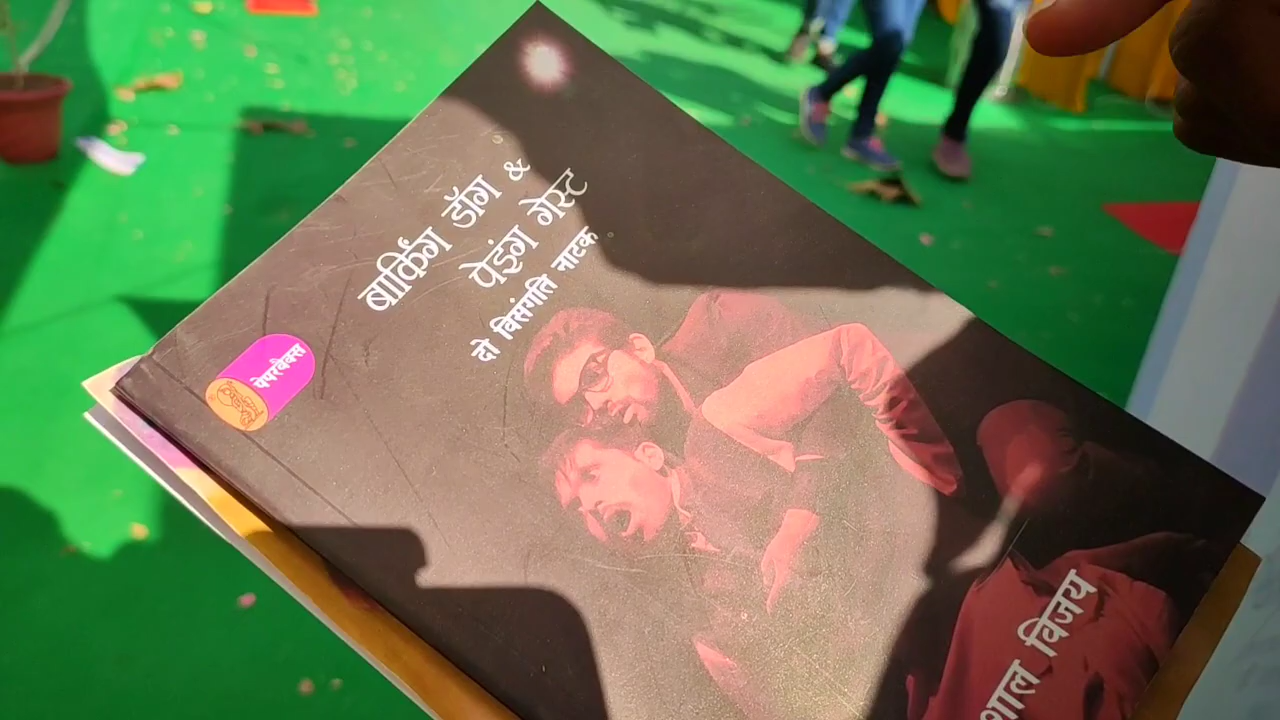 बार्किंग डॉग &
पेइंग गेस्ट
दो विसंगति नाटक
पेपरबैक्स
विजय